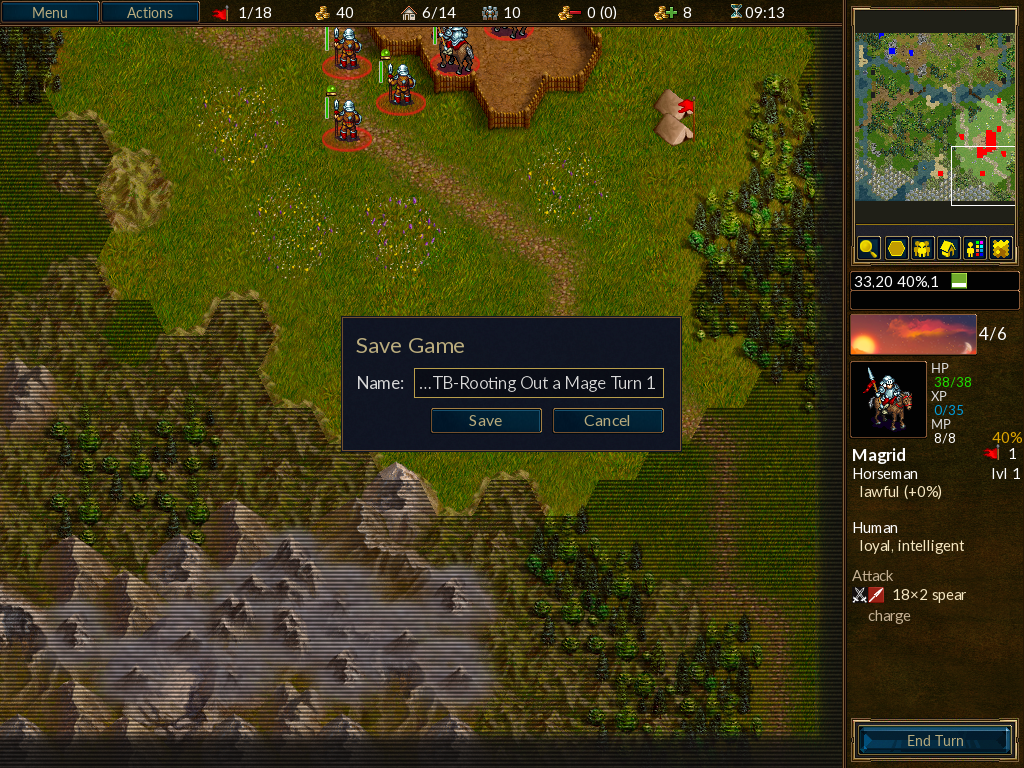 Menu Actions 1/18 40 6/14 10 0 (0) 8 09:13
33,20 40%,1
4/6
Save Game
Name: ...TB-Rooting Out a Mage Turn 1
Save Cancel
HP
38/38
XP
0/35
MP
8/8 40%
Magrid 1
Horseman lvl 1
lawful (+0%)
Human
loyal, intelligent
Attack
18×2 spear
charge
End Turn